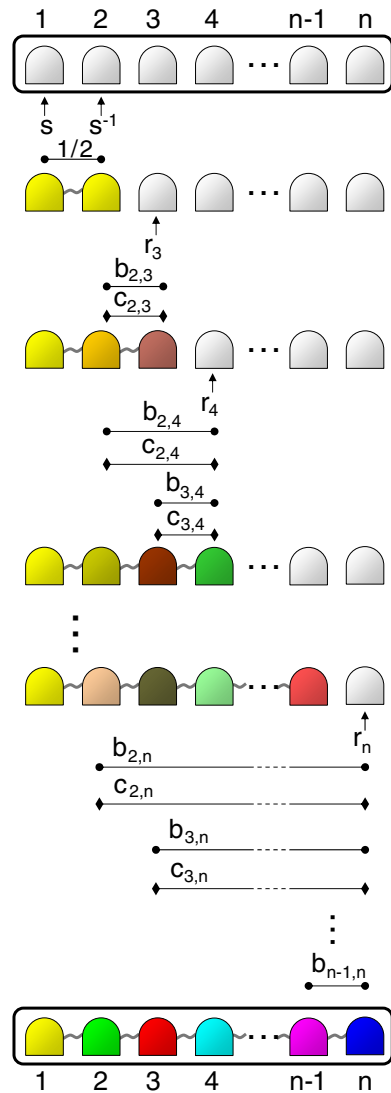 1 2 3 4 ... n-1 n
s s⁻¹
1/2
r₃
b₂,₃
c₂,₃
r₄
b₂,₄
c₂,₄
b₃,₄
c₃,₄
rₙ
b₂,ₙ
c₂,ₙ
b₃,ₙ
c₃,ₙ
bₙ₋₁,ₙ
1 2 3 4 n-1 n